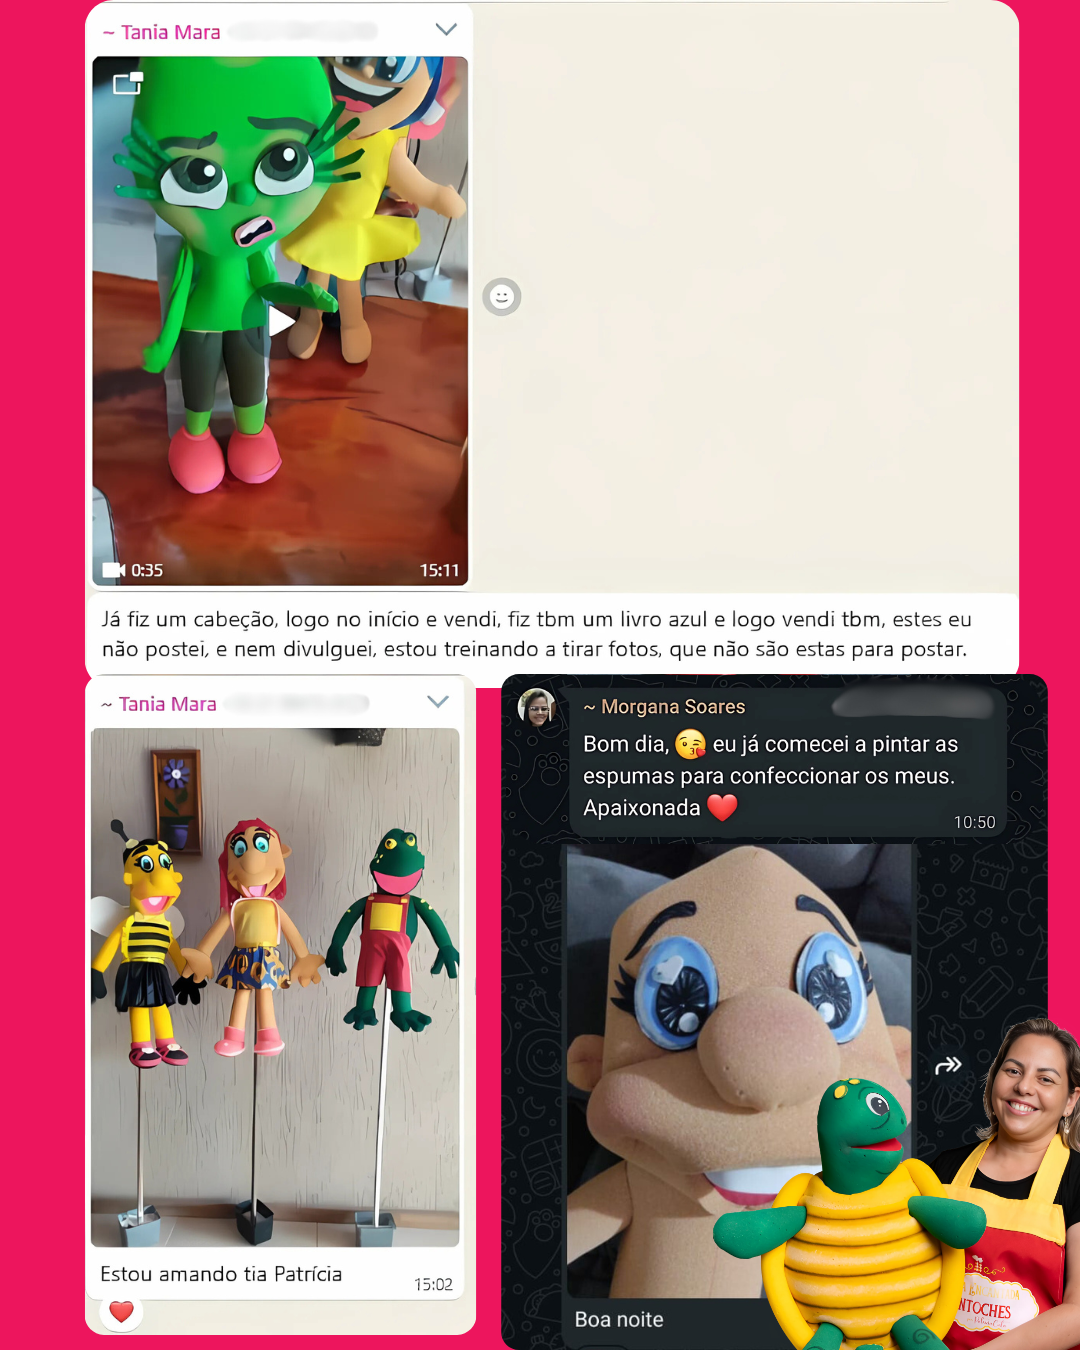 ~ Tania Mara
0:35
15:11
Já fiz um cabeção, logo no início e vendi, fiz tbm um livro azul e logo vendi tbm, estes eu
não postei, e nem divulguei, estou treinando a tirar fotos, que não são estas para postar.
~ Tania Mara
Estou amando tia Patrícia
15:02
~ Morgana Soares
Bom dia, 😘 eu já comecei a pintar as
espumas para confeccionar os meus.
Apaixonada ❤️
10:50
Boa noite